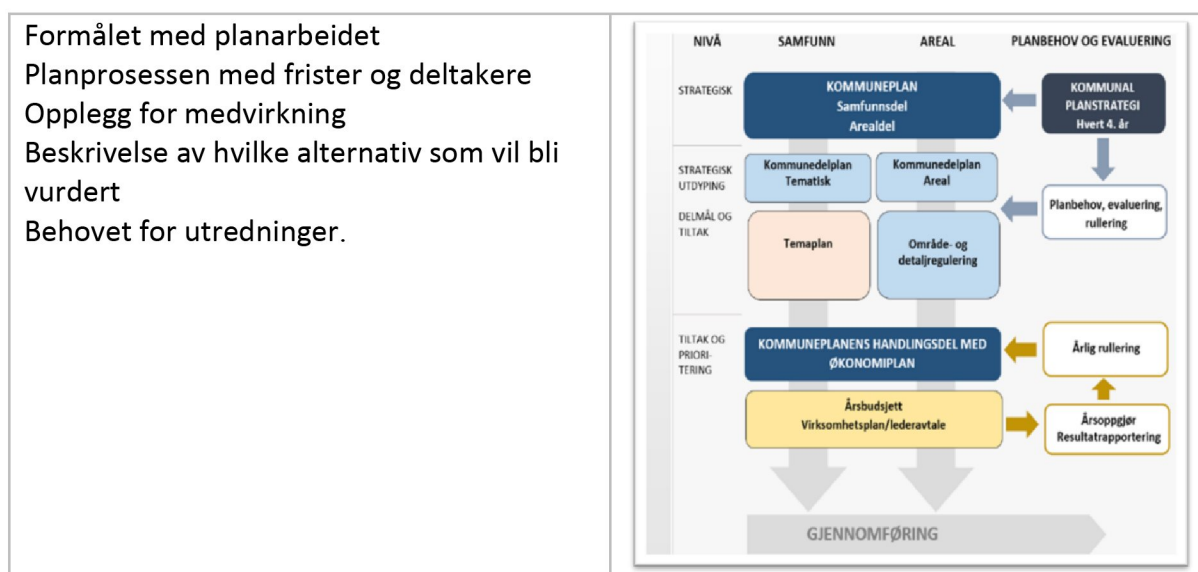 Formålet med planarbeidet
Planprosessen med frister og deltakere
Opplegg for medvirkning
Beskrivelse av hvilke alternativ som vil bli
vurdert
Behovet for utredninger.
NIVÅ SAMFUNN AREAL PLANBEHOV OG EVALUERING
STRATEGISK
KOMMUNEPLAN
Samfunnsdel
Arealdel
KOMMUNAL
PLANSTRATEGI
Hvert 4. år
STRATEGISK
UTDYPING
Kommunedelplan
Tematisk
Kommunedelplan
Areal
Planbehov, evaluering,
rullering
DELMÅL OG
TILTAK
Temaplan
Område- og
detaljregulering
TILTAK OG
PRIORI-
TERING
KOMMUNEPLANENS HANDLINGSDEL MED
ØKONOMIPLAN
Årlig rullering
Årsbudsjett
Virksomhetsplan/lederavtale
Årsoppgjør
Resultatrapportering
GJENNOMFØRING